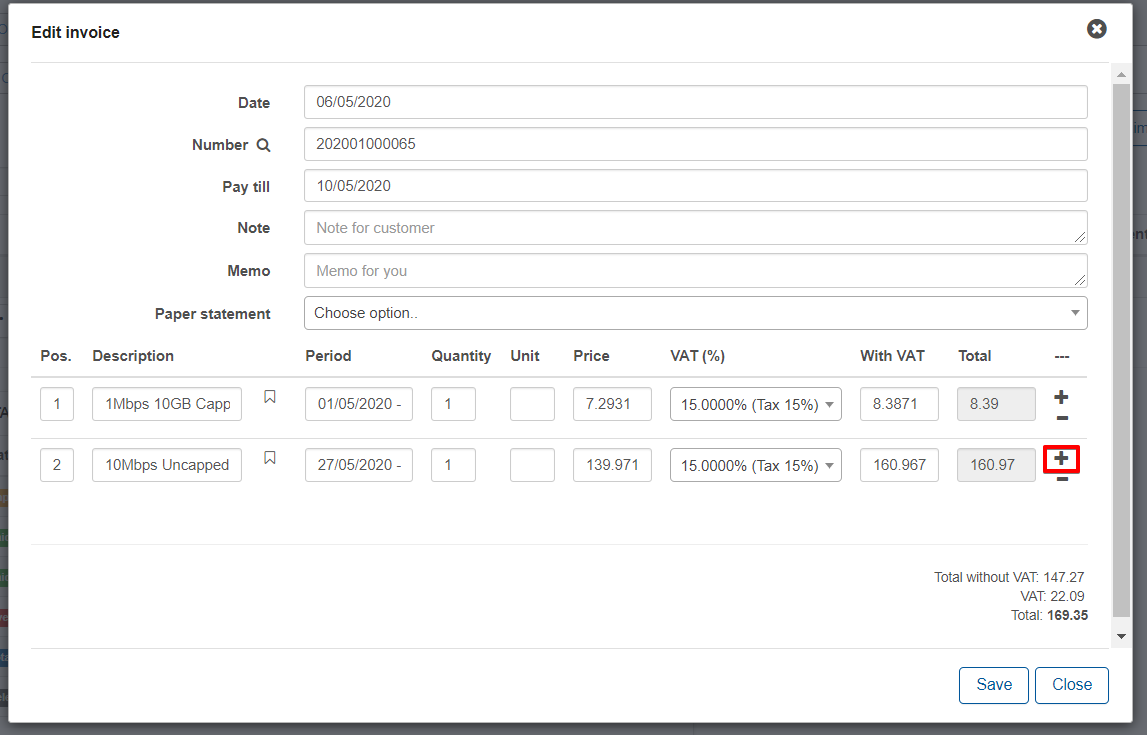 Edit invoice
Date 06/05/2020
Number 202001000065
Pay till 10/05/2020
Note Note for customer
Memo Memo for you
Paper statement Choose option..
Pos. Description Period Quantity Unit Price VAT (%) With VAT Total ---
1 1Mbps 10GB Capp 01/05/2020 - 1 7.2931 15.0000% (Tax 15%) 8.3871 8.39
2 10Mbps Uncapped 27/05/2020 - 1 139.971 15.0000% (Tax 15%) 160.967 160.97
Total without VAT: 147.27
VAT: 22.09
Total: 169.35
Save Close